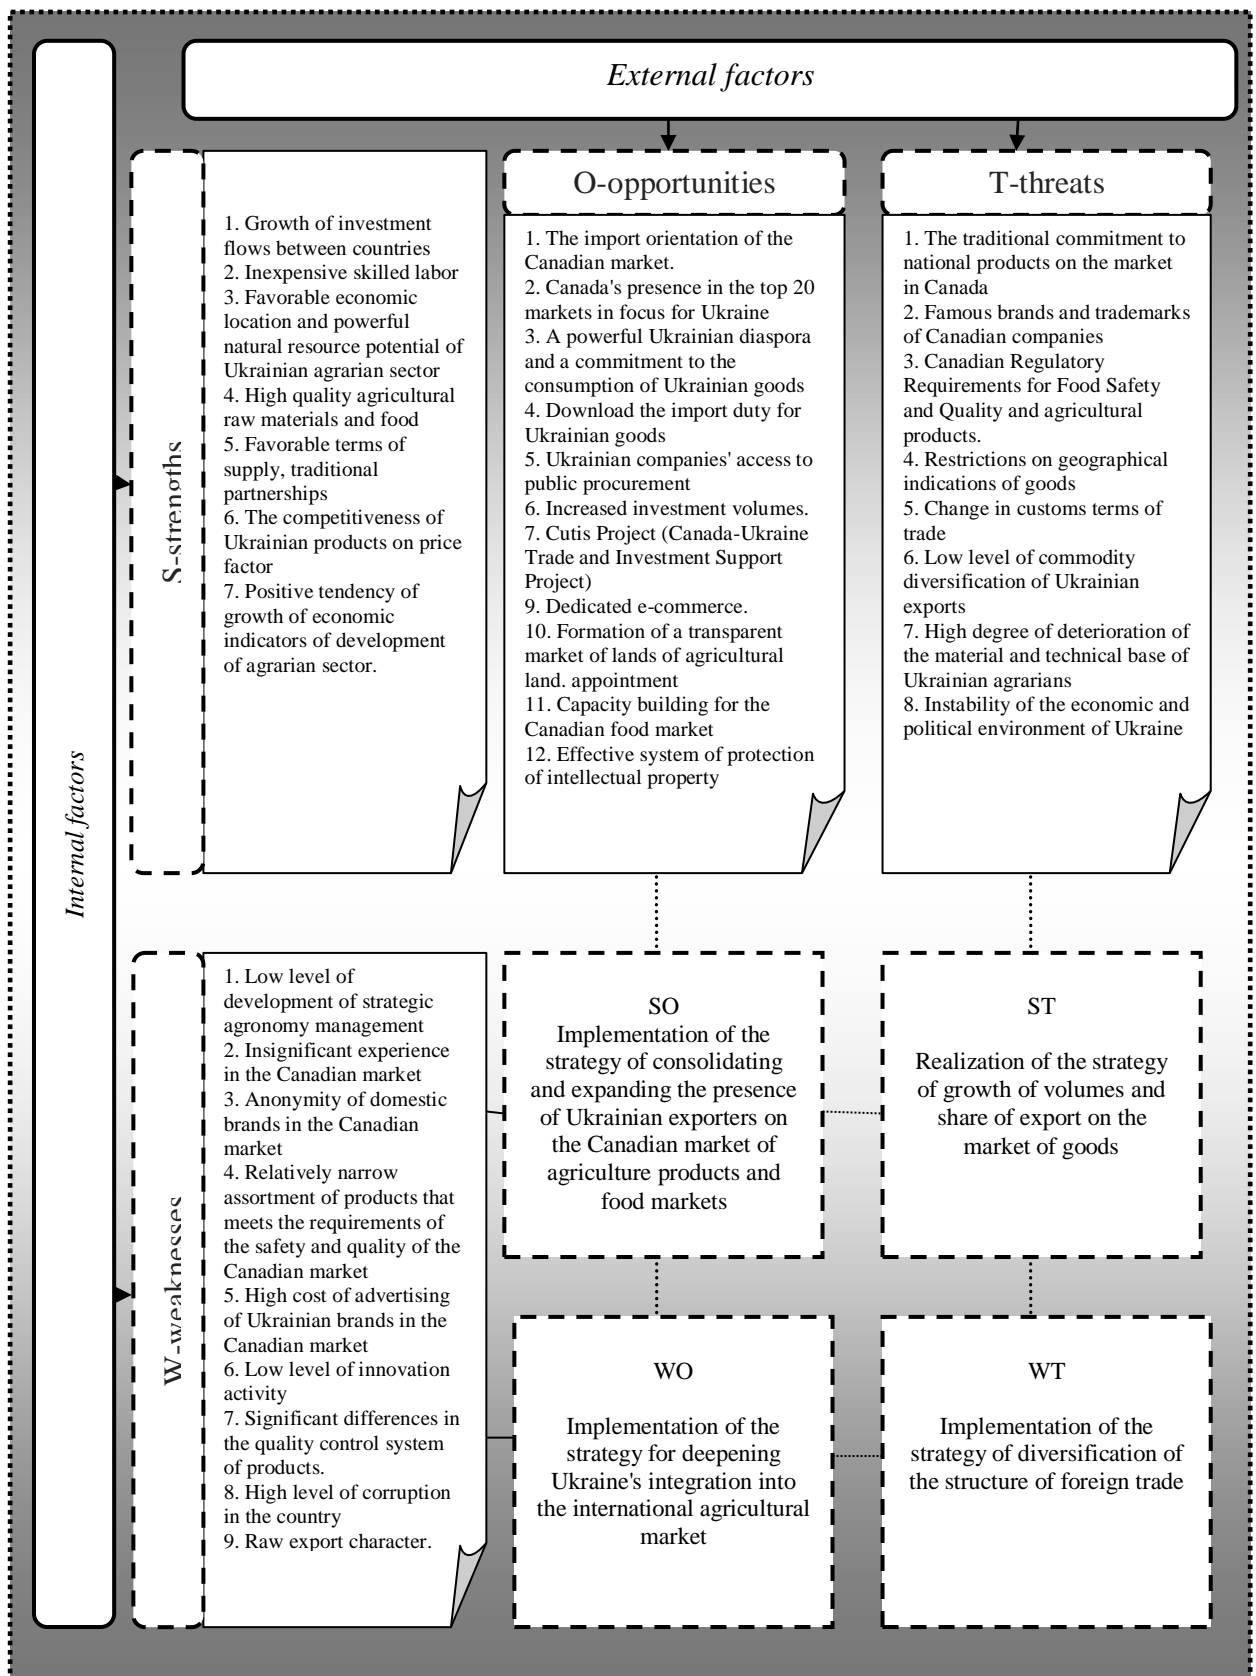 External factors
Internal factors
S-strengths
1. Growth of investment
flows between countries
2. Inexpensive skilled labor
3. Favorable economic
location and powerful
natural resource potential of
Ukrainian agrarian sector
4. High quality agricultural
raw materials and food
5. Favorable terms of
supply, traditional
partnerships
6. The competitiveness of
Ukrainian products on price
factor
7. Positive tendency of
growth of economic
indicators of development
of agrarian sector.
O-opportunities
1. The import orientation of the
Canadian market.
2. Canada's presence in the top 20
markets in focus for Ukraine
3. A powerful Ukrainian diaspora
and a commitment to the
consumption of Ukrainian goods
4. Download the import duty for
Ukrainian goods
5. Ukrainian companies' access to
public procurement
6. Increased investment volumes.
7. Cutis Project (Canada-Ukraine
Trade and Investment Support
Project)
9. Dedicated e-commerce.
10. Formation of a transparent
market of lands of agricultural
land. appointment
11. Capacity building for the
Canadian food market
12. Effective system of protection
of intellectual property
T-threats
1. The traditional commitment to
national products on the market
in Canada
2. Famous brands and trademarks
of Canadian companies
3. Canadian Regulatory
Requirements for Food Safety
and Quality and agricultural
products.
4. Restrictions on geographical
indications of goods
5. Change in customs terms of
trade
6. Low level of commodity
diversification of Ukrainian
exports
7. High degree of deterioration of
the material and technical base of
Ukrainian agrarians
8. Instability of the economic and
political environment of Ukraine
W-weaknesses
1. Low level of
development of strategic
agronomy management
2. Insignificant experience
in the Canadian market
3. Anonymity of domestic
brands in the Canadian
market
4. Relatively narrow
assortment of products that
meets the requirements of
the safety and quality of the
Canadian market
5. High cost of advertising
of Ukrainian brands in the
Canadian market
6. Low level of innovation
activity
7. Significant differences in
the quality control system
of products.
8. High level of corruption
in the country
9. Raw export character.
SO
Implementation of the
strategy of consolidating
and expanding the presence
of Ukrainian exporters on
the Canadian market of
agriculture products and
food markets
ST
Realization of the strategy
of growth of volumes and
share of export on the
market of goods
WO
Implementation of the
strategy for deepening
Ukraine's integration into
the international agricultural
market
WT
Implementation of the
strategy of diversification of
the structure of foreign trade